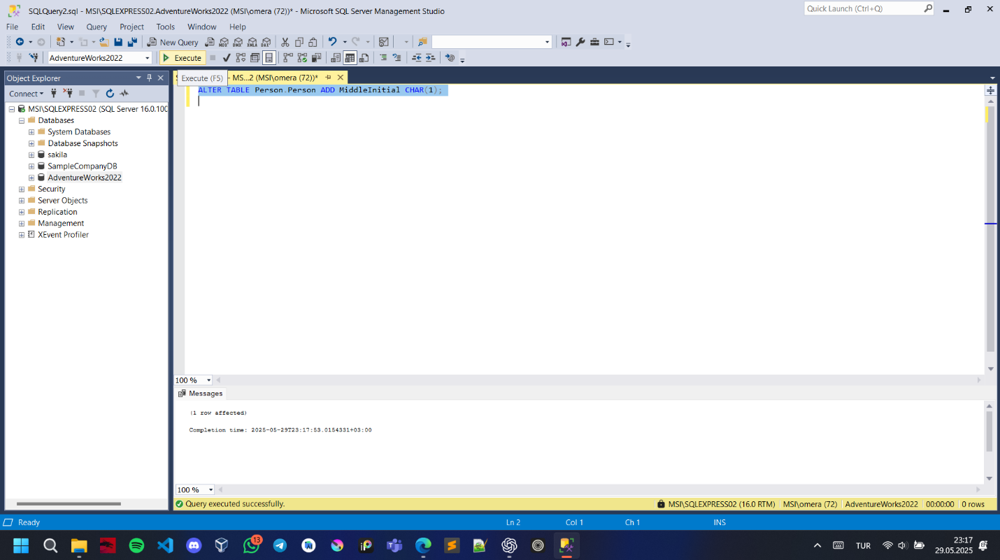 SQLQuery2.sql - MSI\SQLEXPRESS02.AdventureWorks2022 (MSI\omera (72))* - Microsoft SQL Server Management Studio
Quick Launch (Ctrl+Q)
File Edit View Query Project Tools Window Help
New Query
MDX DMX XMLA DAX
AdventureWorks2022
Execute
Object Explorer
Execute (F5)
- MS...2 (MSI\omera (72))*
Connect
ALTER TABLE Person.Person ADD MiddleInitial CHAR(1);
MSI\SQLEXPRESS02 (SQL Server 16.0.100
Databases
System Databases
Database Snapshots
sakila
SampleCompanyDB
AdventureWorks2022
Security
Server Objects
Replication
Management
XEvent Profiler
100 %
Messages
(1 row affected)
Completion time: 2025-05-29T23:17:53.0154331+03:00
100 %
Query executed successfully.
MSI\SQLEXPRESS02 (16.0 RTM) MSI\omera (72) AdventureWorks2022 00:00:00 0 rows
Ready
Ln 2 Col 1 Ch 1 INS
13
TUR
23:17
29.05.2025